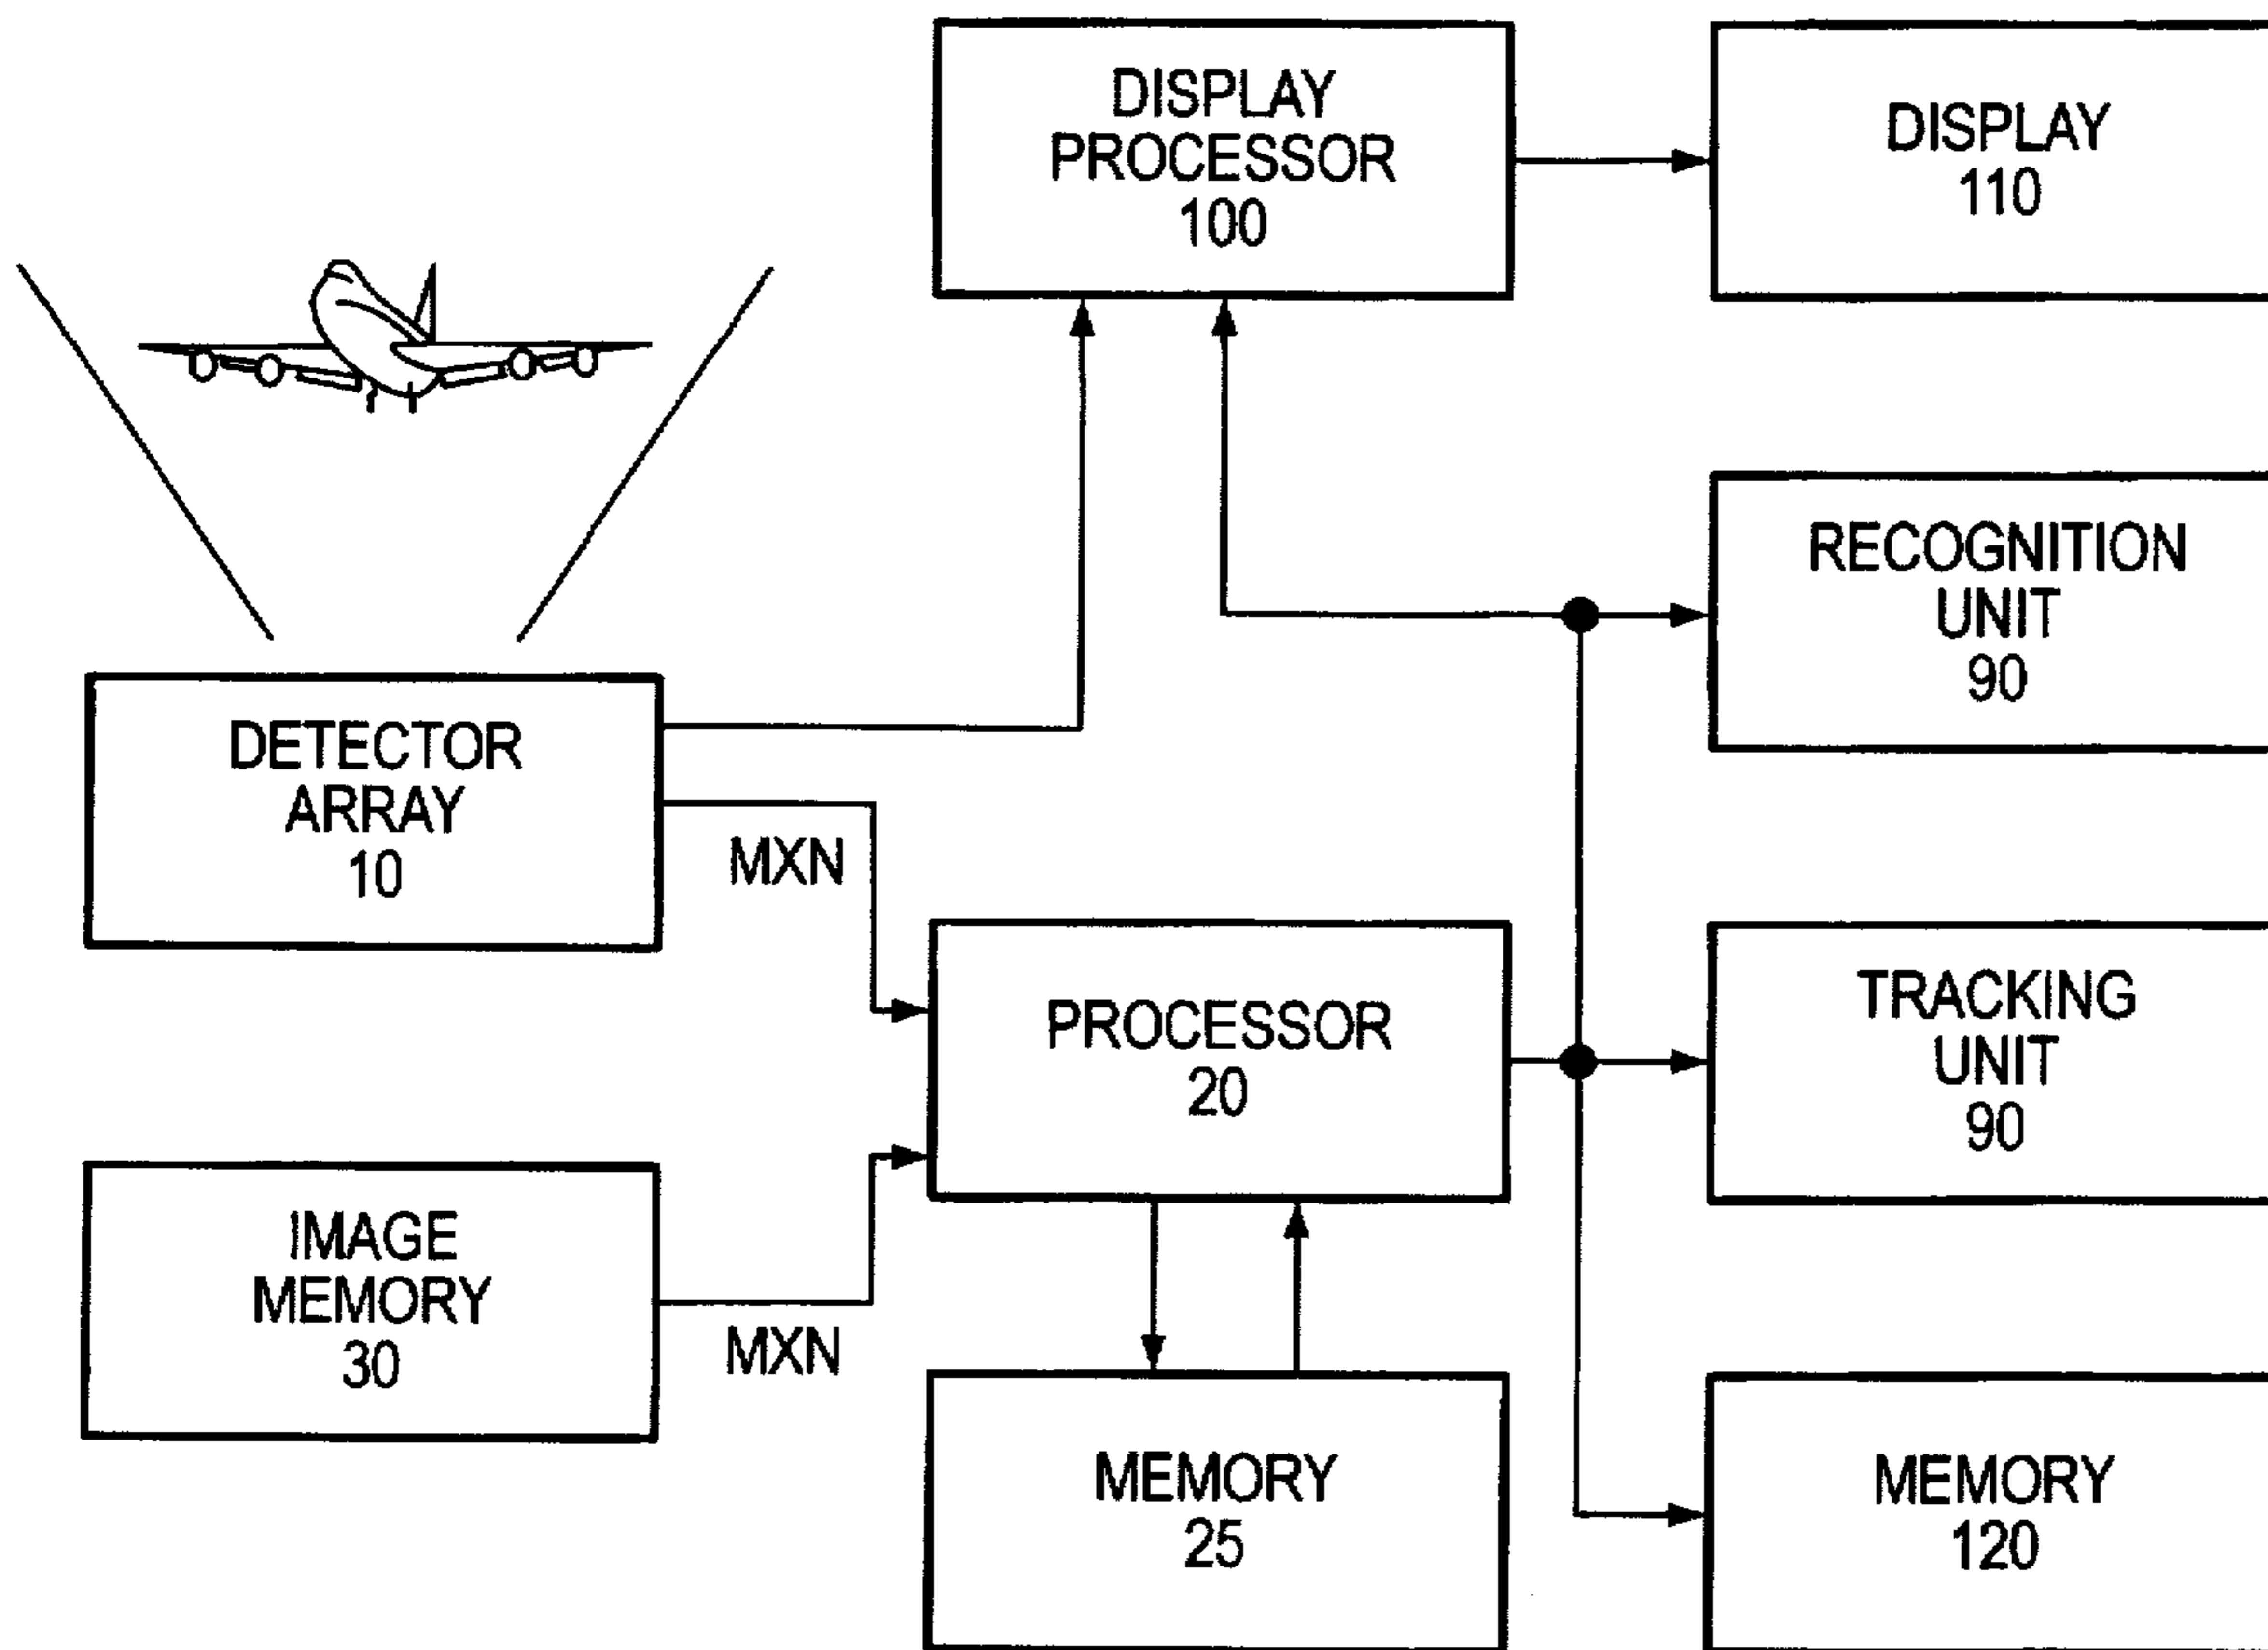 DISPLAY
PROCESSOR
100
DISPLAY
110
RECOGNITION
UNIT
90
DETECTOR
ARRAY
10
MXN
PROCESSOR
20
TRACKING
UNIT
90
IMAGE
MEMORY
30
MXN
MEMORY
25
MEMORY
120